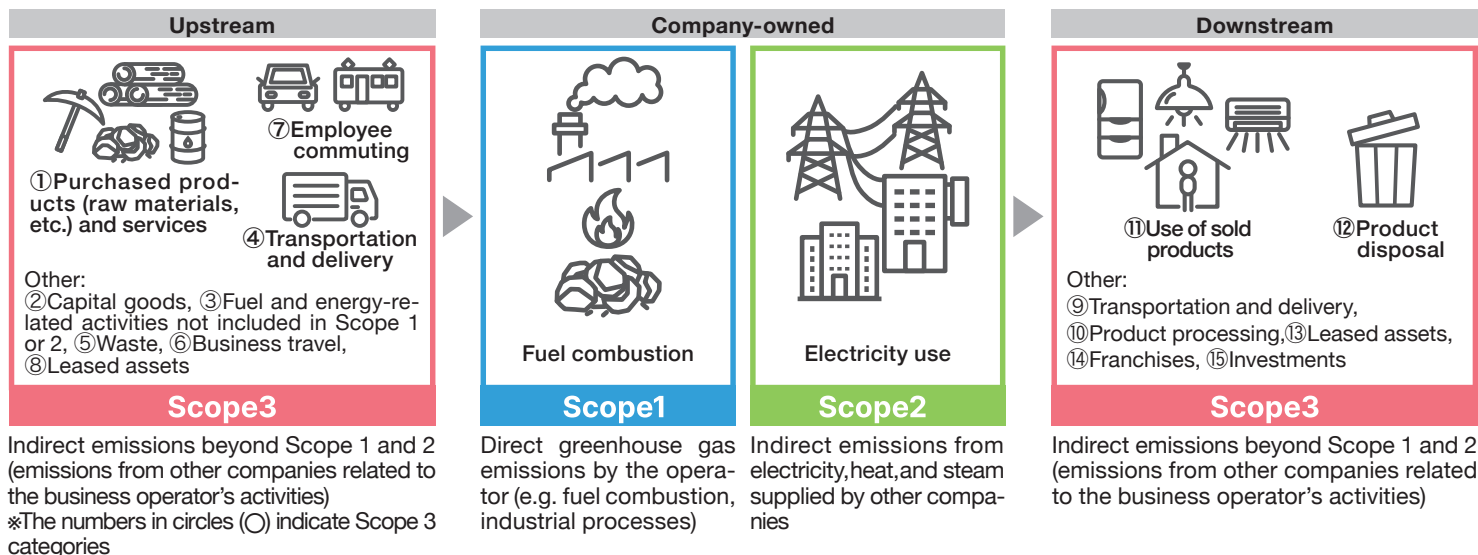 Upstream
①Purchased prod-
ucts (raw materials,
etc.) and services
⑦Employee
commuting
④Transportation
and delivery
Other:
②Capital goods, ③Fuel and energy-re-
lated activities not included in Scope 1
or 2, ⑤Waste, ⑥Business travel,
⑧Leased assets
Scope3
Indirect emissions beyond Scope 1 and 2
(emissions from other companies related to
the business operator's activities)
※The numbers in circles (○) indicate Scope 3
categories
Company-owned
Fuel combustion
Scope1
Direct greenhouse gas
emissions by the opera-
tor (e.g. fuel combustion,
industrial processes)
Electricity use
Scope2
Indirect emissions from
electricity,heat,and steam
supplied by other compa-
nies
Downstream
⑪Use of sold
products
⑫Product
disposal
Other:
⑨Transportation and delivery,
⑩Product processing,⑬Leased assets,
⑭Franchises, ⑮Investments
Scope3
Indirect emissions beyond Scope 1 and 2
(emissions from other companies related
to the business operator's activities)